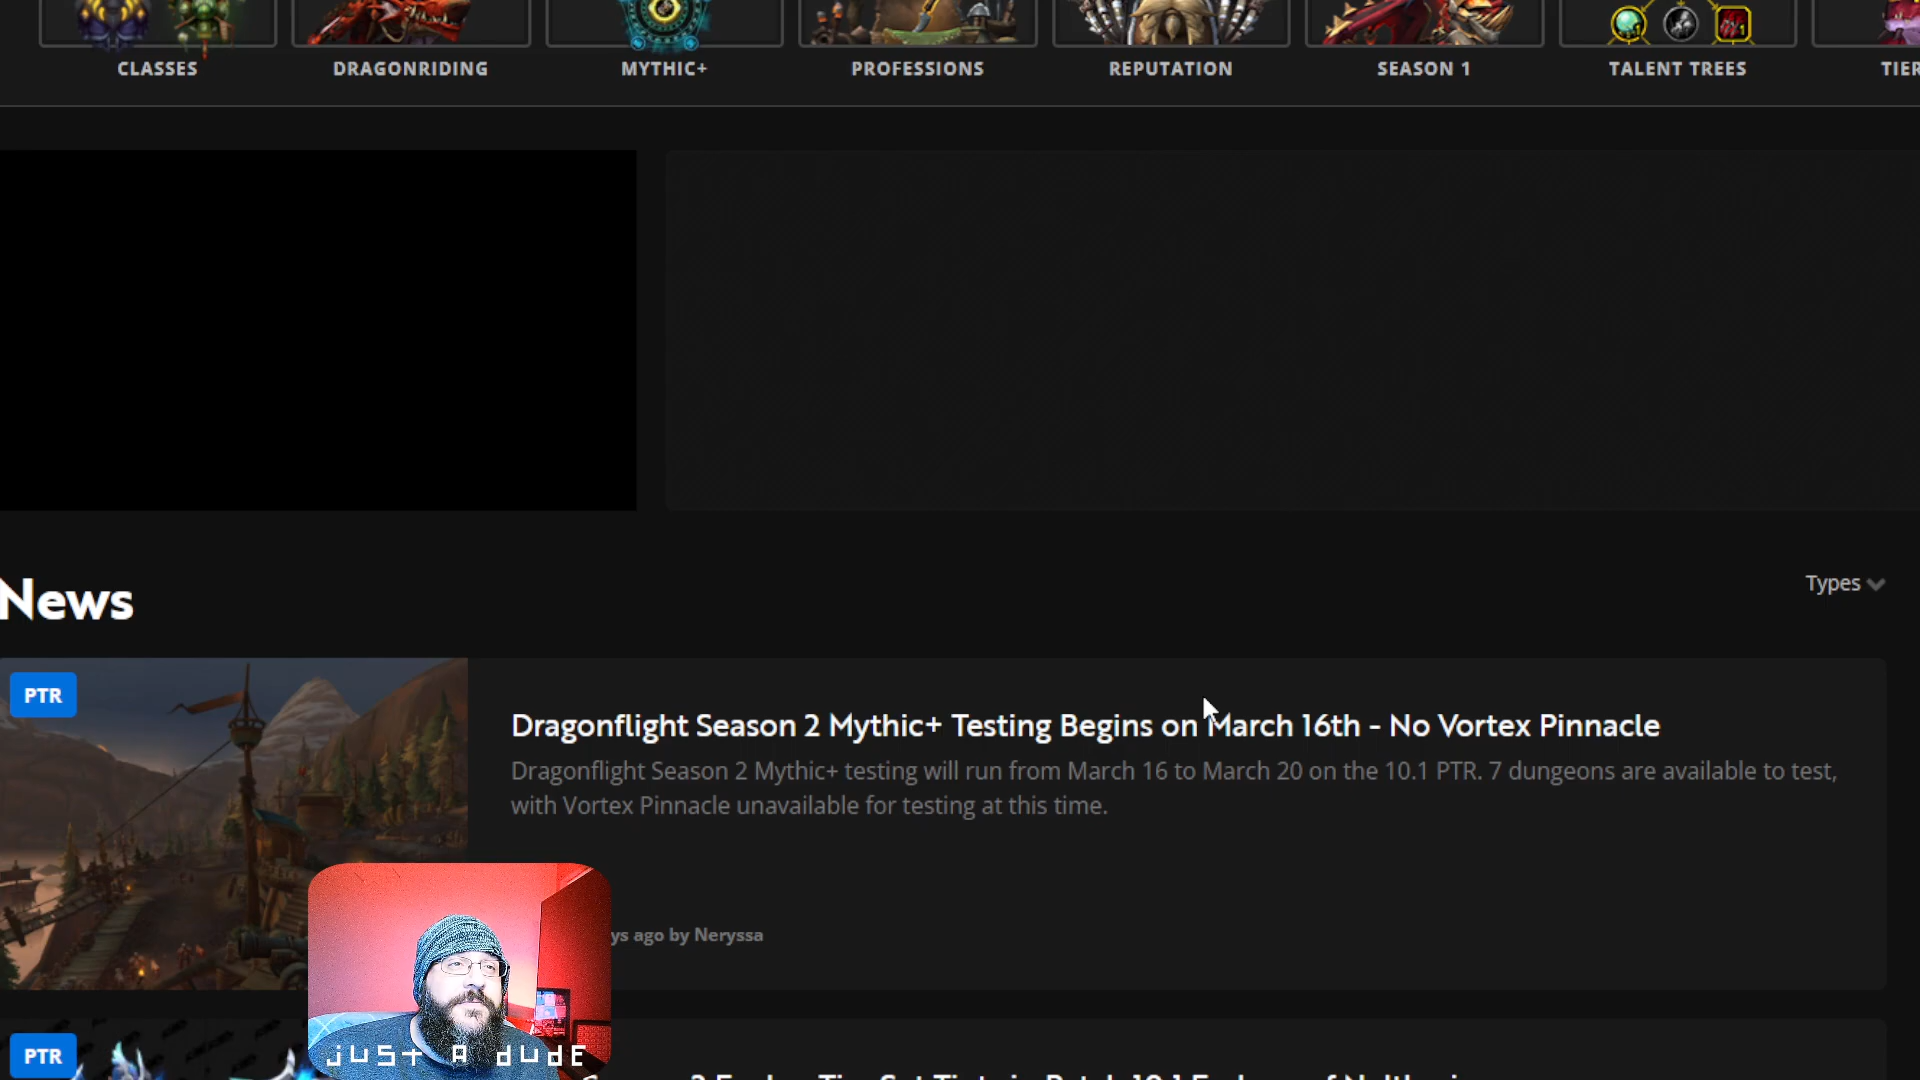 CLASSES DRAGONRIDING MYTHIC+ PROFESSIONS REPUTATION SEASON 1 TALENT TREES TIER
News
Types
PTR
Dragonflight Season 2 Mythic+ Testing Begins on March 16th - No Vortex Pinnacle
Dragonflight Season 2 Mythic+ testing will run from March 16 to March 20 on the 10.1 PTR. 7 dungeons are available to test,
with Vortex Pinnacle unavailable for testing at this time.
ys ago by Neryssa
PTR
just A dude